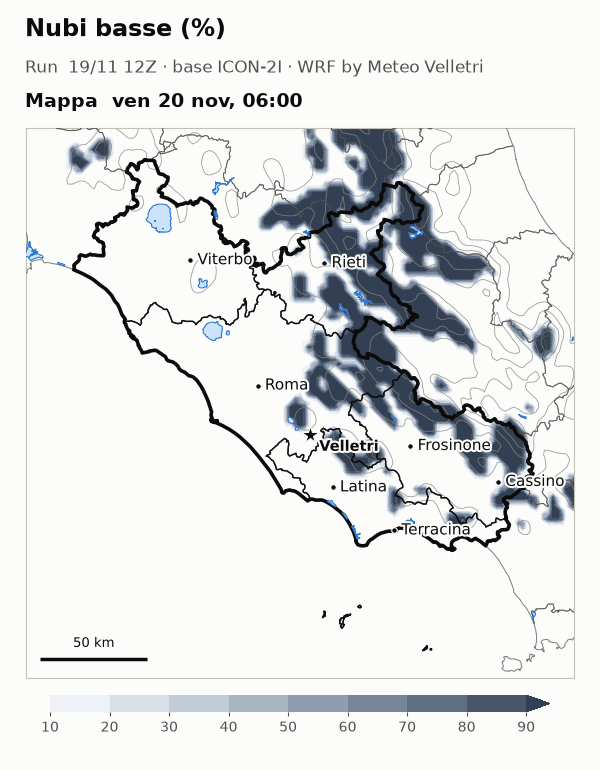 Nubi basse (%)
Run  19/11 12Z · base ICON-2I · WRF by Meteo Velletri
Mappa  ven 20 nov, 06:00
Viterbo
Rieti
Roma
Velletri
Frosinone
Cassino
Latina
Terracina
50 km
10 20 30 40 50 60 70 80 90